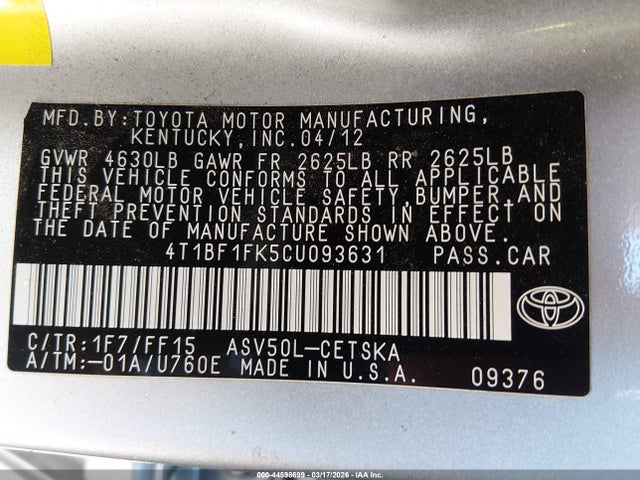 MFD.BY:TOYOTA MOTOR MANUFACTURING,
KENTUCKY,INC.04/12
GVWR 4630LB GAWR FR 2625LB RR 2625LB
THIS VEHICLE CONFORMS TO ALL APPLICABLE
FEDERAL MOTOR VEHICLE SAFETY,BUMPER,AND
THEFT PREVENTION STANDARDS IN EFFECT ON
THE DATE OF MANUFACTURE SHOWN ABOVE.
4T1BF1FK5CU093631 PASS.CAR
C/TR:1F7/FF15 ASV50L-CETSKA
A/TM:-01A/U760E MADE IN U.S.A. 09376
000-44598699 - 03/17/2026 - IAA Inc.